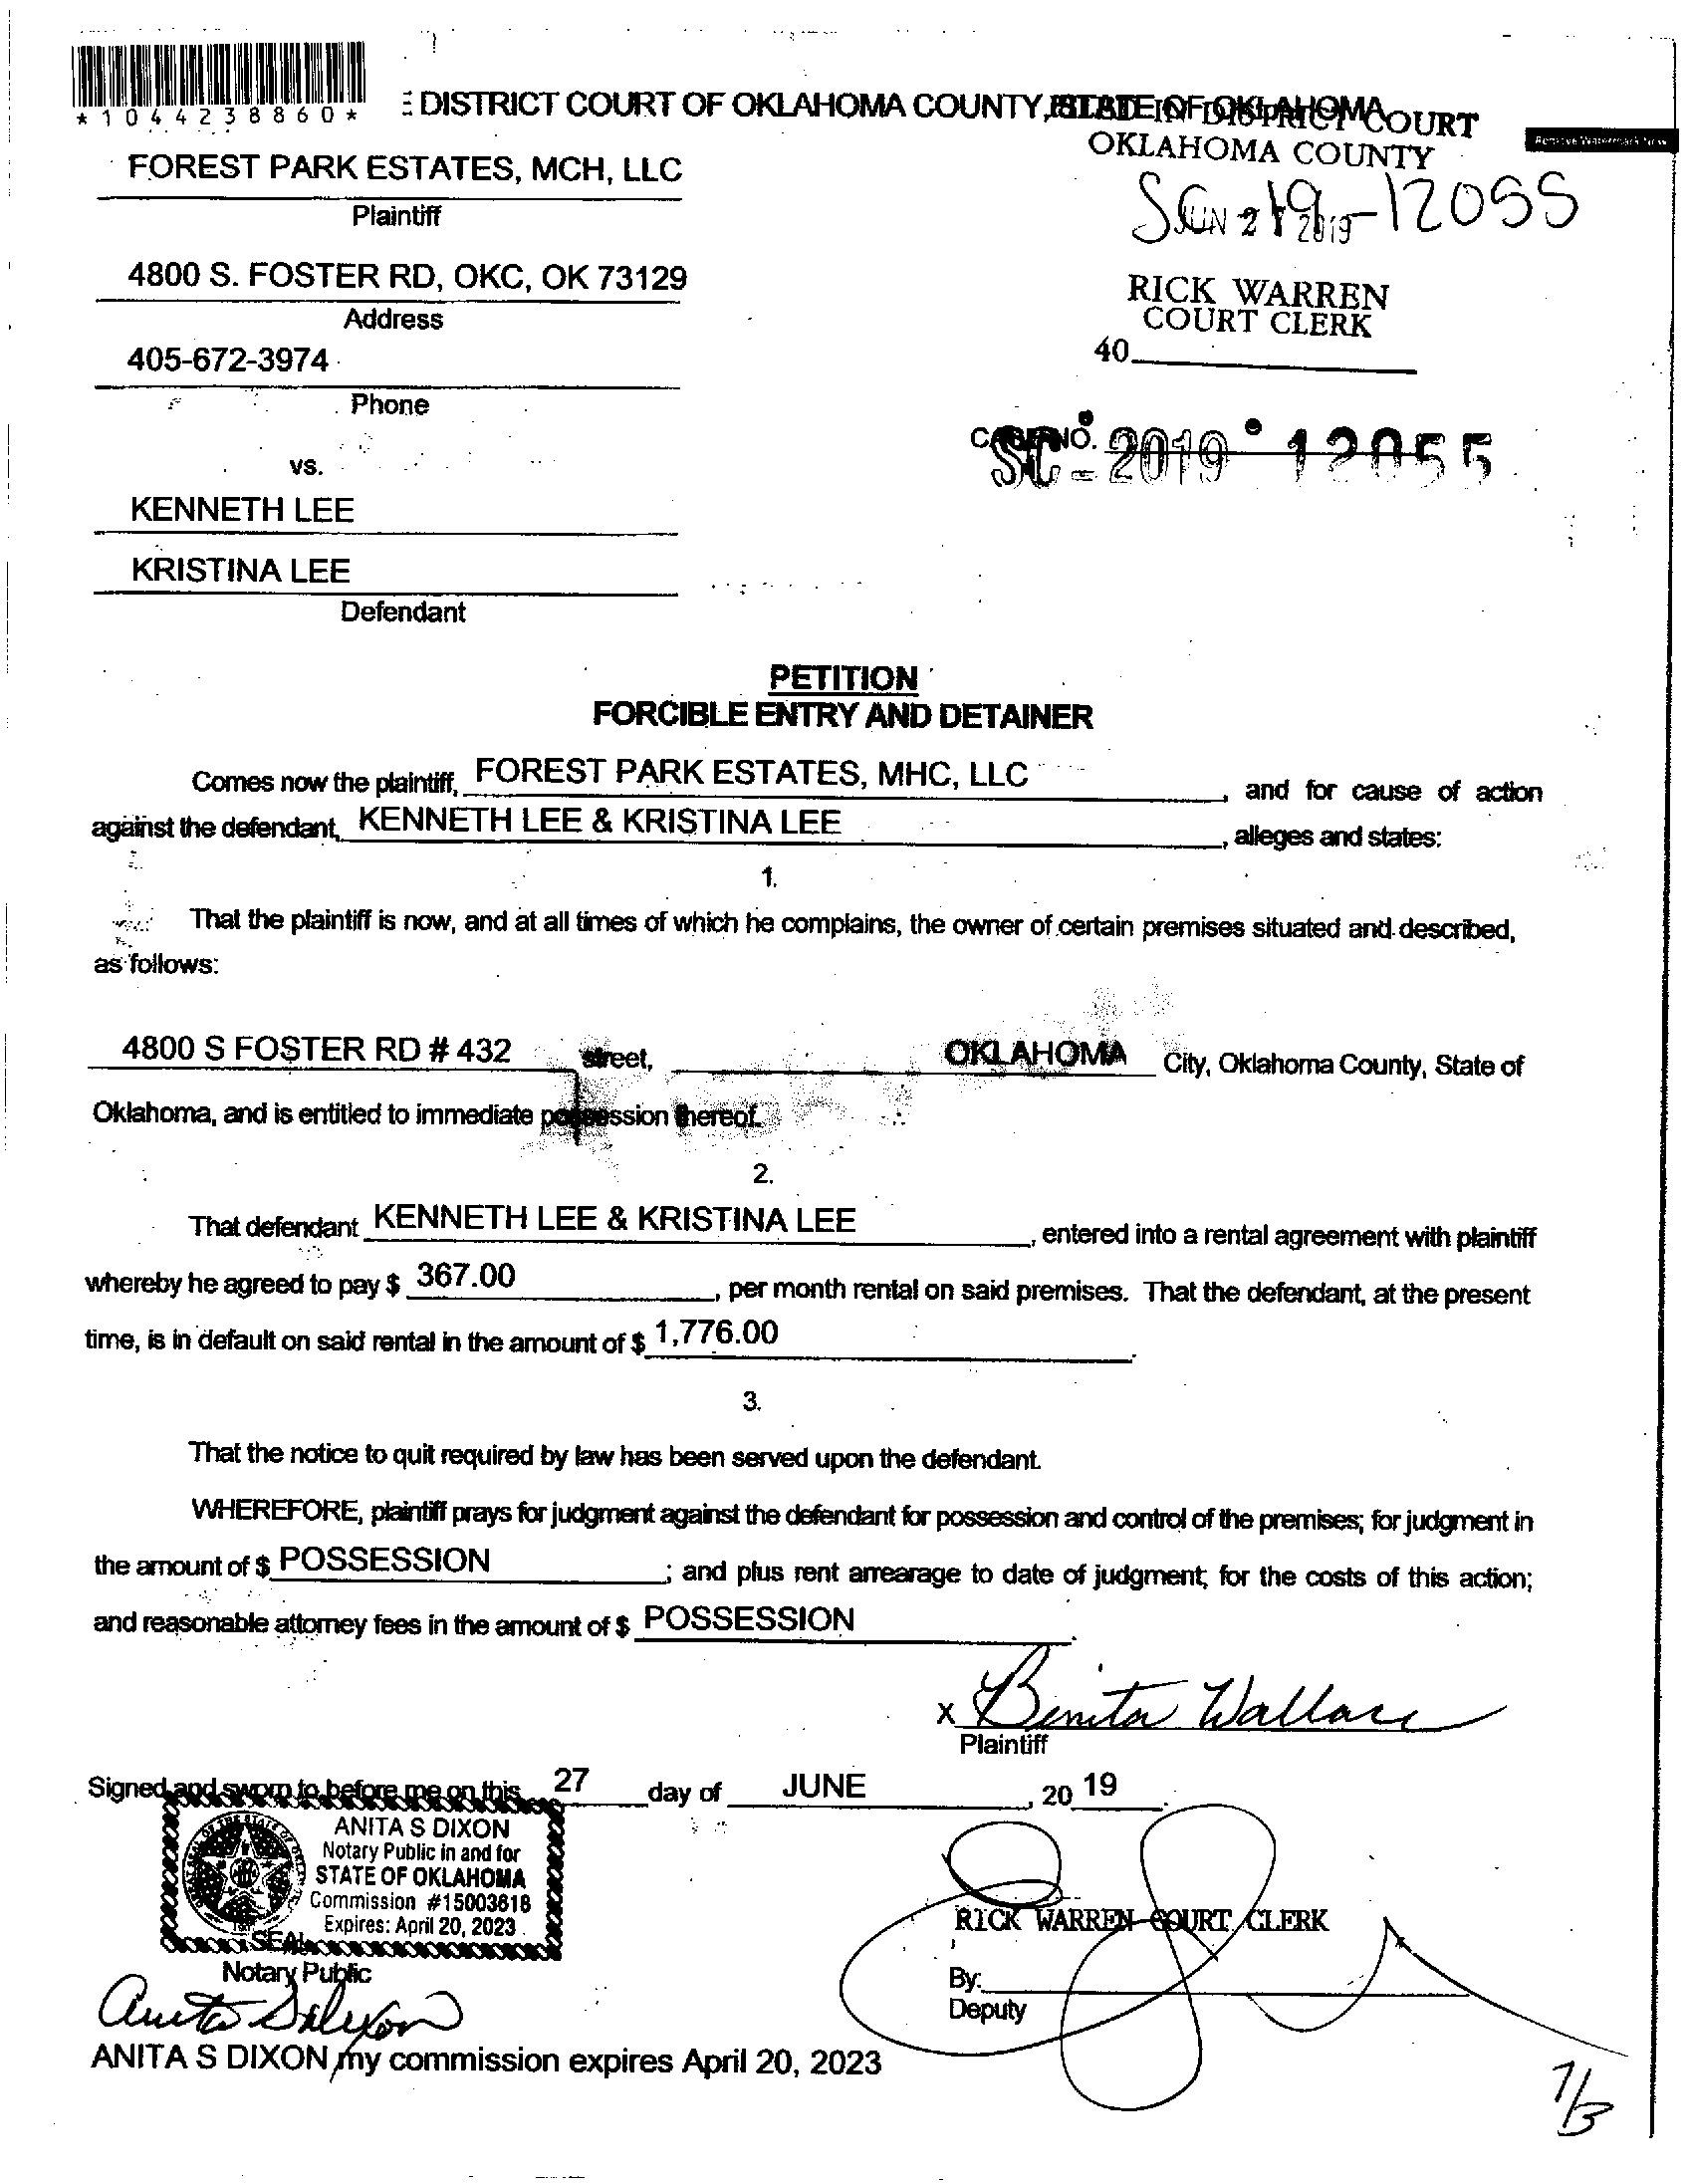 *1044238860*
DISTRICT COURT OF OKLAHOMA COUNTY, STATE OF OKLAHOMA
FILED IN DISTRICT COURT
OKLAHOMA COUNTY
Remove Watermark Now
FOREST PARK ESTATES, MCH, LLC
Plaintiff
SC-19-12055
JUN 27 2019
4800 S. FOSTER RD, OKC, OK 73129
Address
RICK WARREN
COURT CLERK
405-672-3974
40
Phone
CASE NO.
SC-2019-12055
vs.
KENNETH LEE
KRISTINA LEE
Defendant
PETITION
FORCIBLE ENTRY AND DETAINER
Comes now the plaintiff, FOREST PARK ESTATES, MHC, LLC, and for cause of action
against the defendant, KENNETH LEE & KRISTINA LEE, alleges and states:
1.
That the plaintiff is now, and at all times of which he complains, the owner of certain premises situated and described,
as follows:
4800 S FOSTER RD # 432 street, OKLAHOMA City, Oklahoma County, State of
Oklahoma, and is entitled to immediate possession thereof.
2.
That defendant KENNETH LEE & KRISTINA LEE, entered into a rental agreement with plaintiff
whereby he agreed to pay $ 367.00, per month rental on said premises. That the defendant, at the present
time, is in default on said rental in the amount of $ 1,776.00.
3.
That the notice to quit required by law has been served upon the defendant.
WHEREFORE, plaintiff prays for judgment against the defendant for possession and control of the premises; for judgment in
the amount of $ POSSESSION; and plus rent arrearage to date of judgment; for the costs of this action;
and reasonable attorney fees in the amount of $ POSSESSION.
x Benita Wallace
Plaintiff
Signed and sworn to before me on this 27 day of JUNE, 20 19.
ANITA S DIXON
Notary Public in and for
STATE OF OKLAHOMA
Commission #15003618
Expires: April 20, 2023
SEAL
RICK WARREN COURT CLERK
Notary Public
By:
Deputy
Anita S Dixon
ANITA S DIXON my commission expires April 20, 2023
7/3